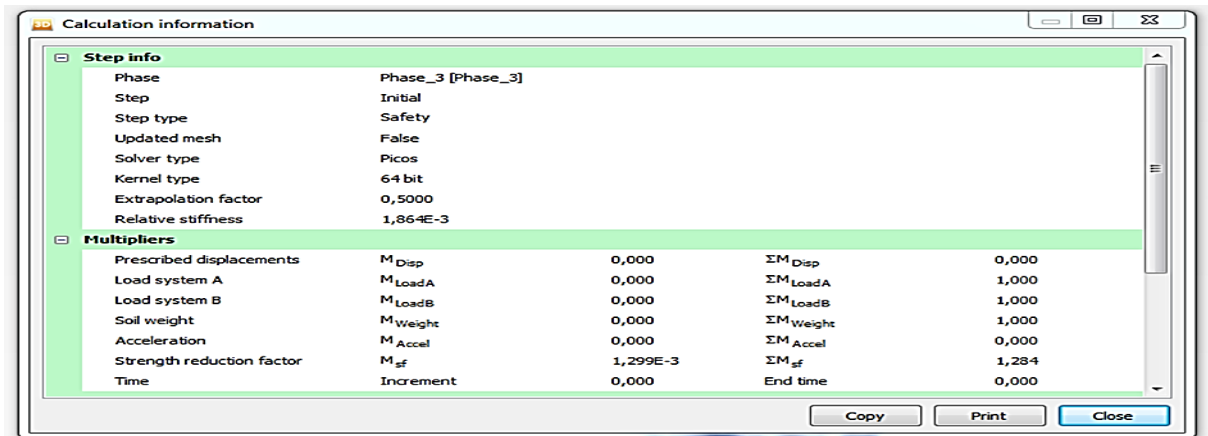 3D Calculation information
Step info
Phase Phase_3 [Phase_3]
Step Initial
Step type Safety
Updated mesh False
Solver type Picos
Kernel type 64 bit
Extrapolation factor 0,5000
Relative stiffness 1,864E-3
Multipliers
Prescribed displacements M Disp 0,000 ΣM Disp 0,000
Load system A M LoadA 0,000 ΣM LoadA 1,000
Load system B M LoadB 0,000 ΣM LoadB 1,000
Soil weight M Weight 0,000 ΣM Weight 1,000
Acceleration M Accel 0,000 ΣM Accel 0,000
Strength reduction factor M sf 1,299E-3 ΣM sf 1,284
Time Increment 0,000 End time 0,000
Copy Print Close